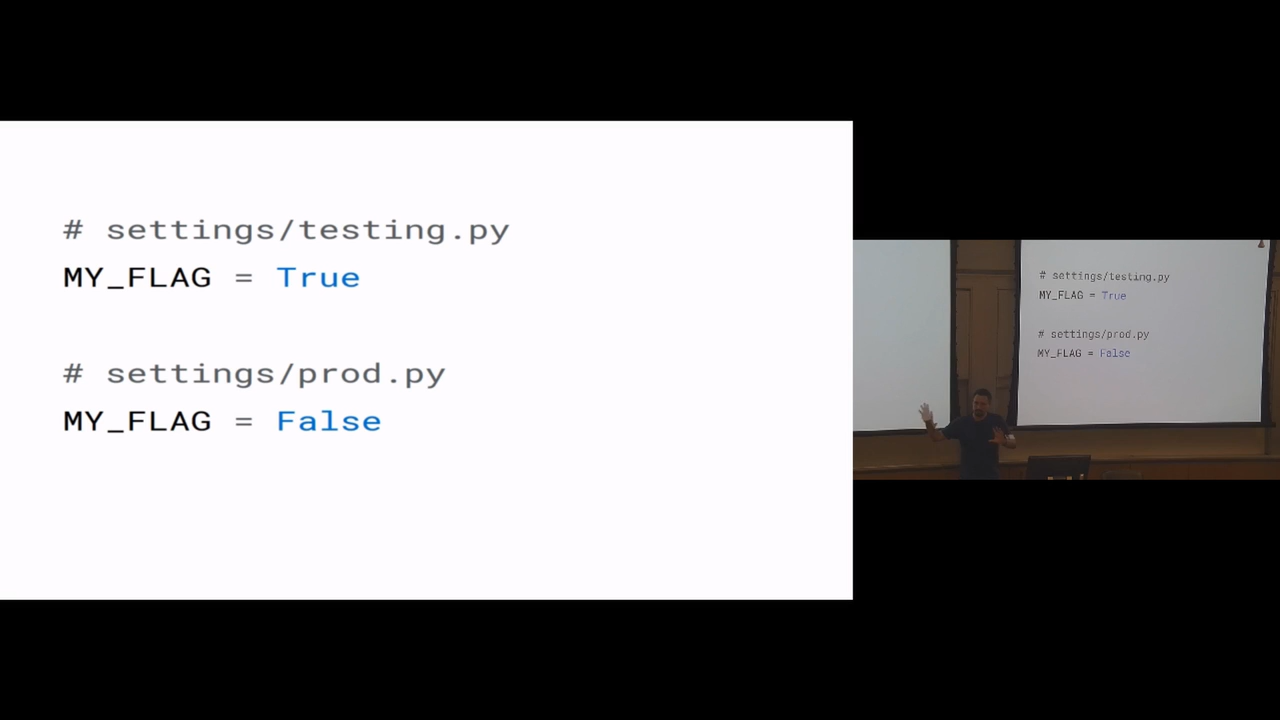 # settings/testing.py
MY_FLAG = True
# settings/prod.py
MY_FLAG = False
# settings/testing.py
MY_FLAG = True
# settings/prod.py
MY_FLAG = False